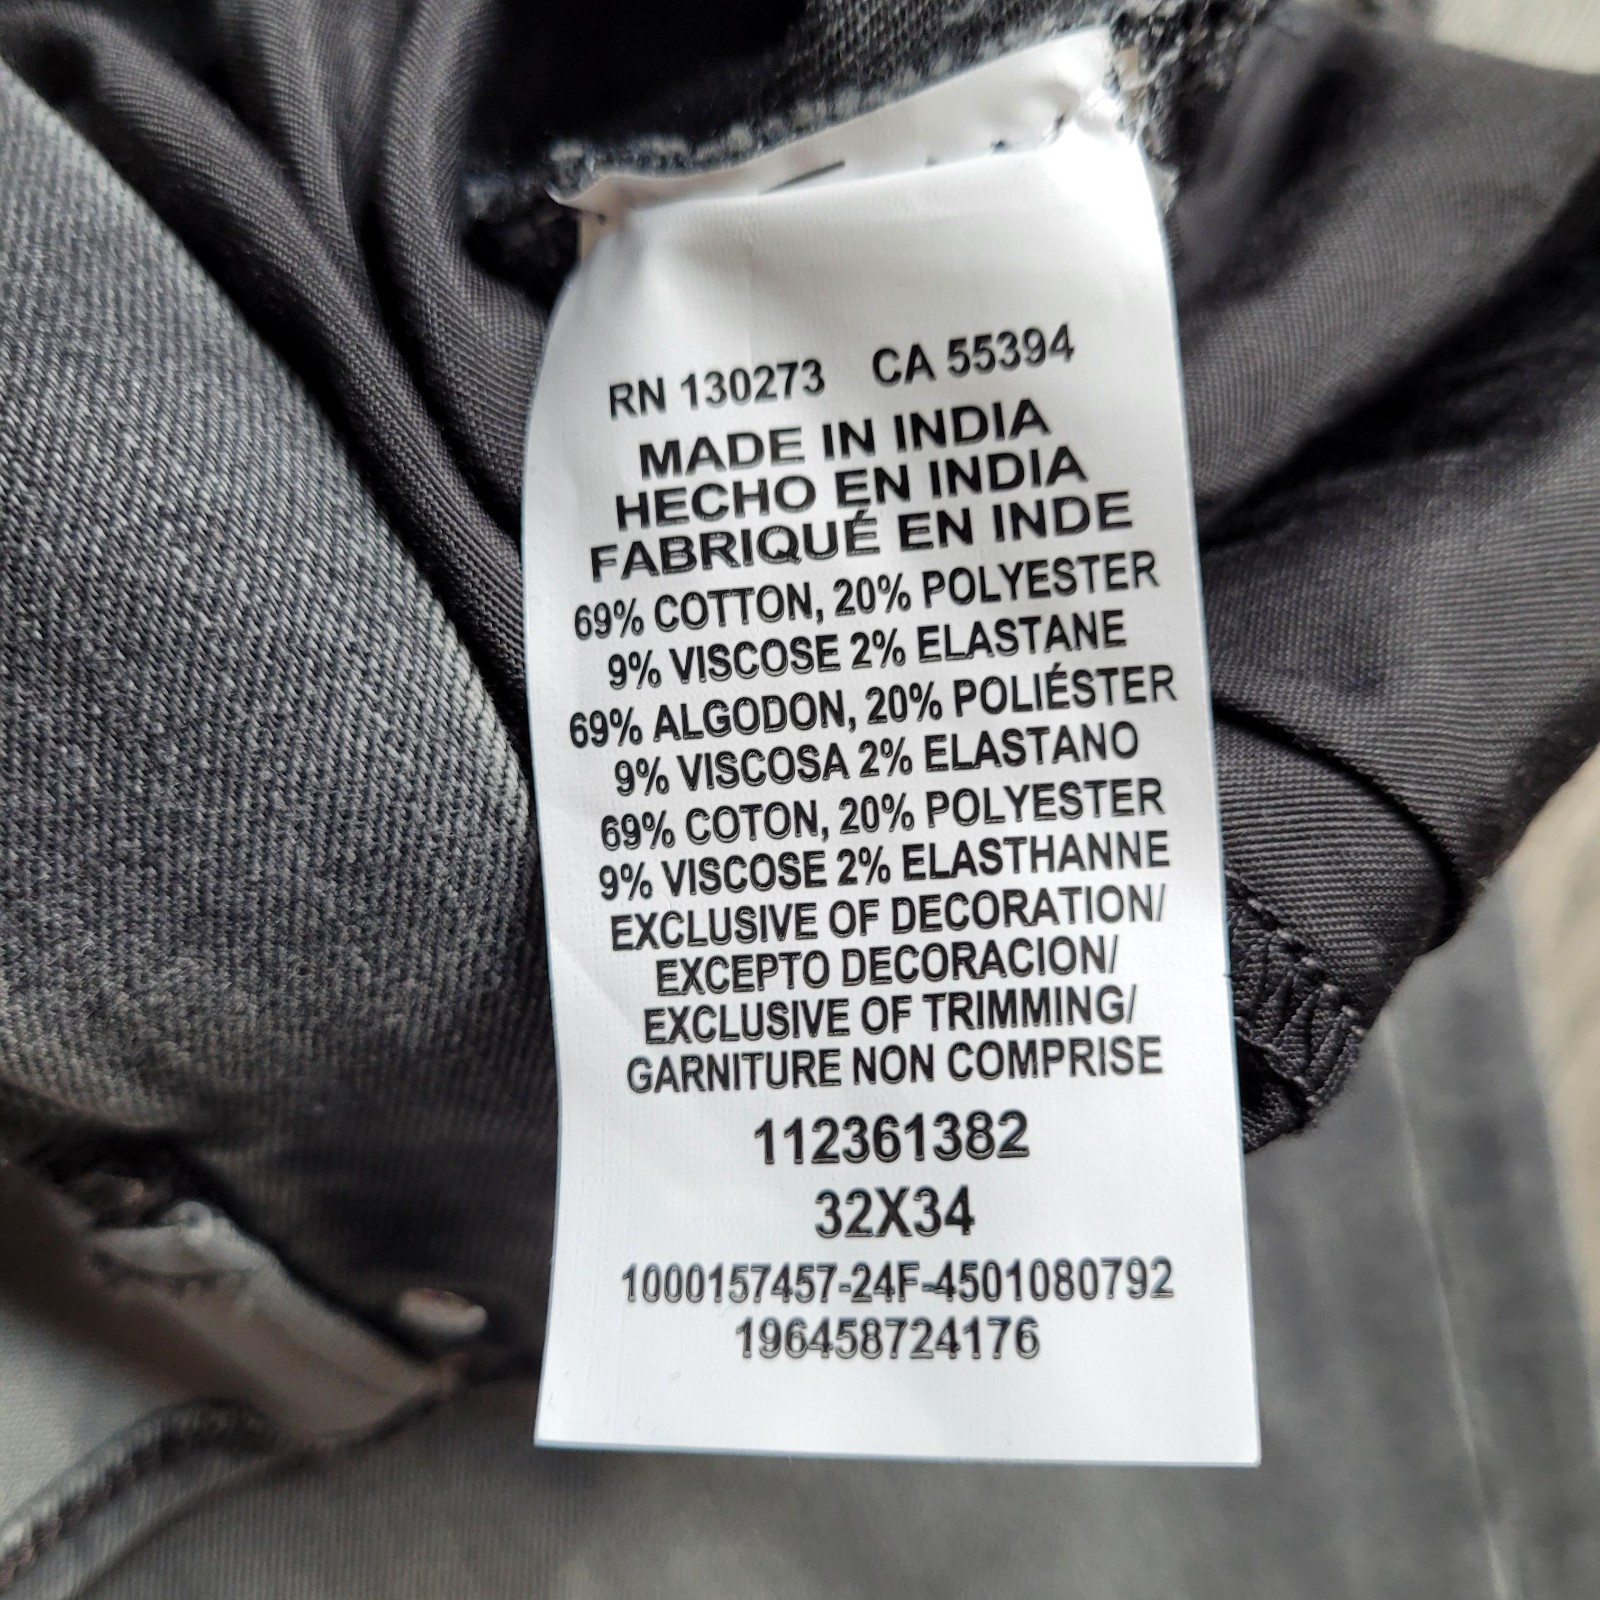 RN 130273 CA 55394
MADE IN INDIA
HECHO EN INDIA
FABRIQUÉ EN INDE
69% COTTON, 20% POLYESTER
9% VISCOSE 2% ELASTANE
69% ALGODON, 20% POLIÉSTER
9% VISCOSA 2% ELASTANO
69% COTON, 20% POLYESTER
9% VISCOSE 2% ELASTHANNE
EXCLUSIVE OF DECORATION/
EXCEPTO DECORACION/
EXCLUSIVE OF TRIMMING/
GARNITURE NON COMPRISE
112361382
32X34
1000157457-24F-4501080792
196458724176